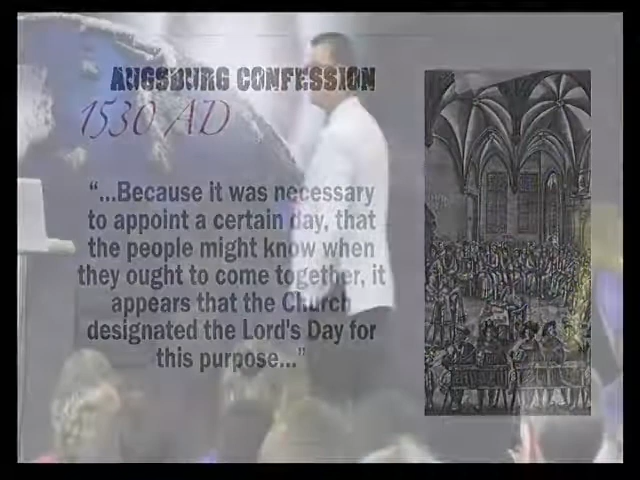 AUGSBURG CONFESSION
1530 AD
“...Because it was necessary
to appoint a certain day, that
the people might know when
they ought to come together, it
appears that the Church
designated the Lord's Day for
this purpose...”